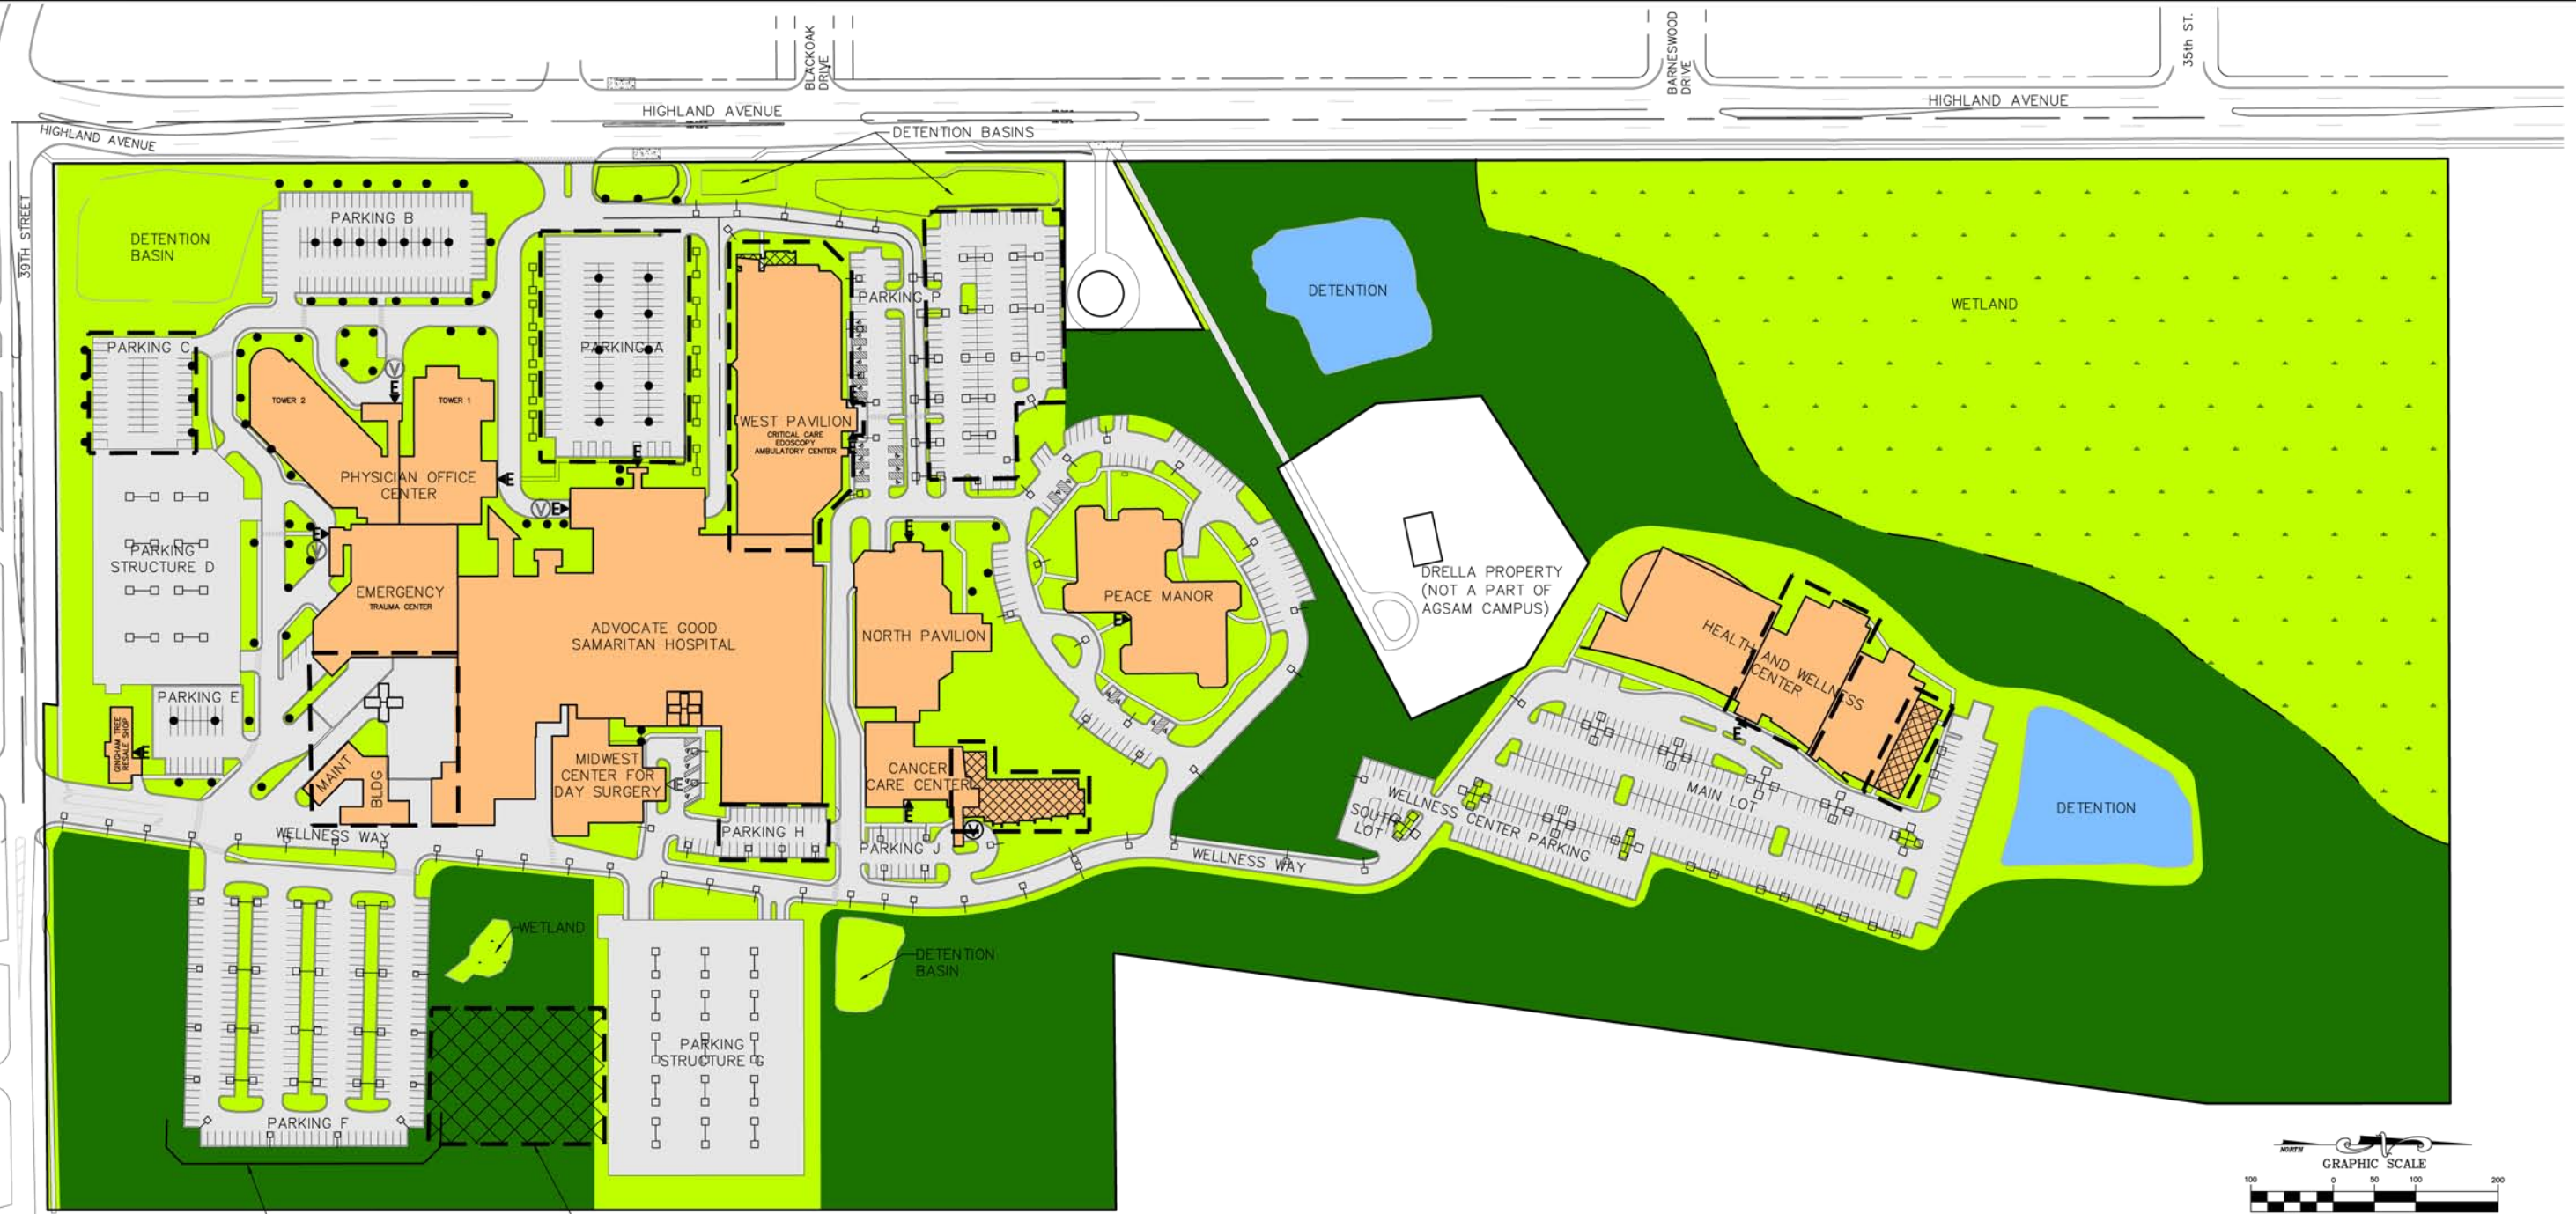 BLACKOAK
DRIVE
BARNESWOOD
DRIVE
35th ST.
HIGHLAND AVENUE
HIGHLAND AVENUE
HIGHLAND AVENUE
DETENTION BASINS
39TH STREET
DETENTION
BASIN
PARKING B
PARKING C
PARKING A
PARKING P
DETENTION
WETLAND
TOWER 2
TOWER 1
V
E
WEST PAVILION
CRITICAL CARE
EDOSCOPY
AMBULATORY CENTER
E
E
PHYSICIAN OFFICE
CENTER
E
E
V
E
E
E
V
PARKING
STRUCTURE D
EMERGENCY
TRAUMA CENTER
ADVOCATE GOOD
SAMARITAN HOSPITAL
NORTH PAVILION
PEACE MANOR
E
DRELLA PROPERTY
(NOT A PART OF
AGSAM CAMPUS)
HEALTH AND WELLNESS
CENTER
E
PARKING E
GINGHAM TREE
RESALE SHOP
E
MAINT
BLDG
MIDWEST
CENTER FOR
DAY SURGERY
E
CANCER
CARE CENTER
E
V
PARKING H
PARKING J
WELLNESS WAY
WELLNESS WAY
SOUTH
LOT
WELLNESS CENTER PARKING
MAIN LOT
DETENTION
WETLAND
DETENTION
BASIN
PARKING
STRUCTURE G
PARKING F
NORTH
GRAPHIC SCALE
100 0 50 100 200